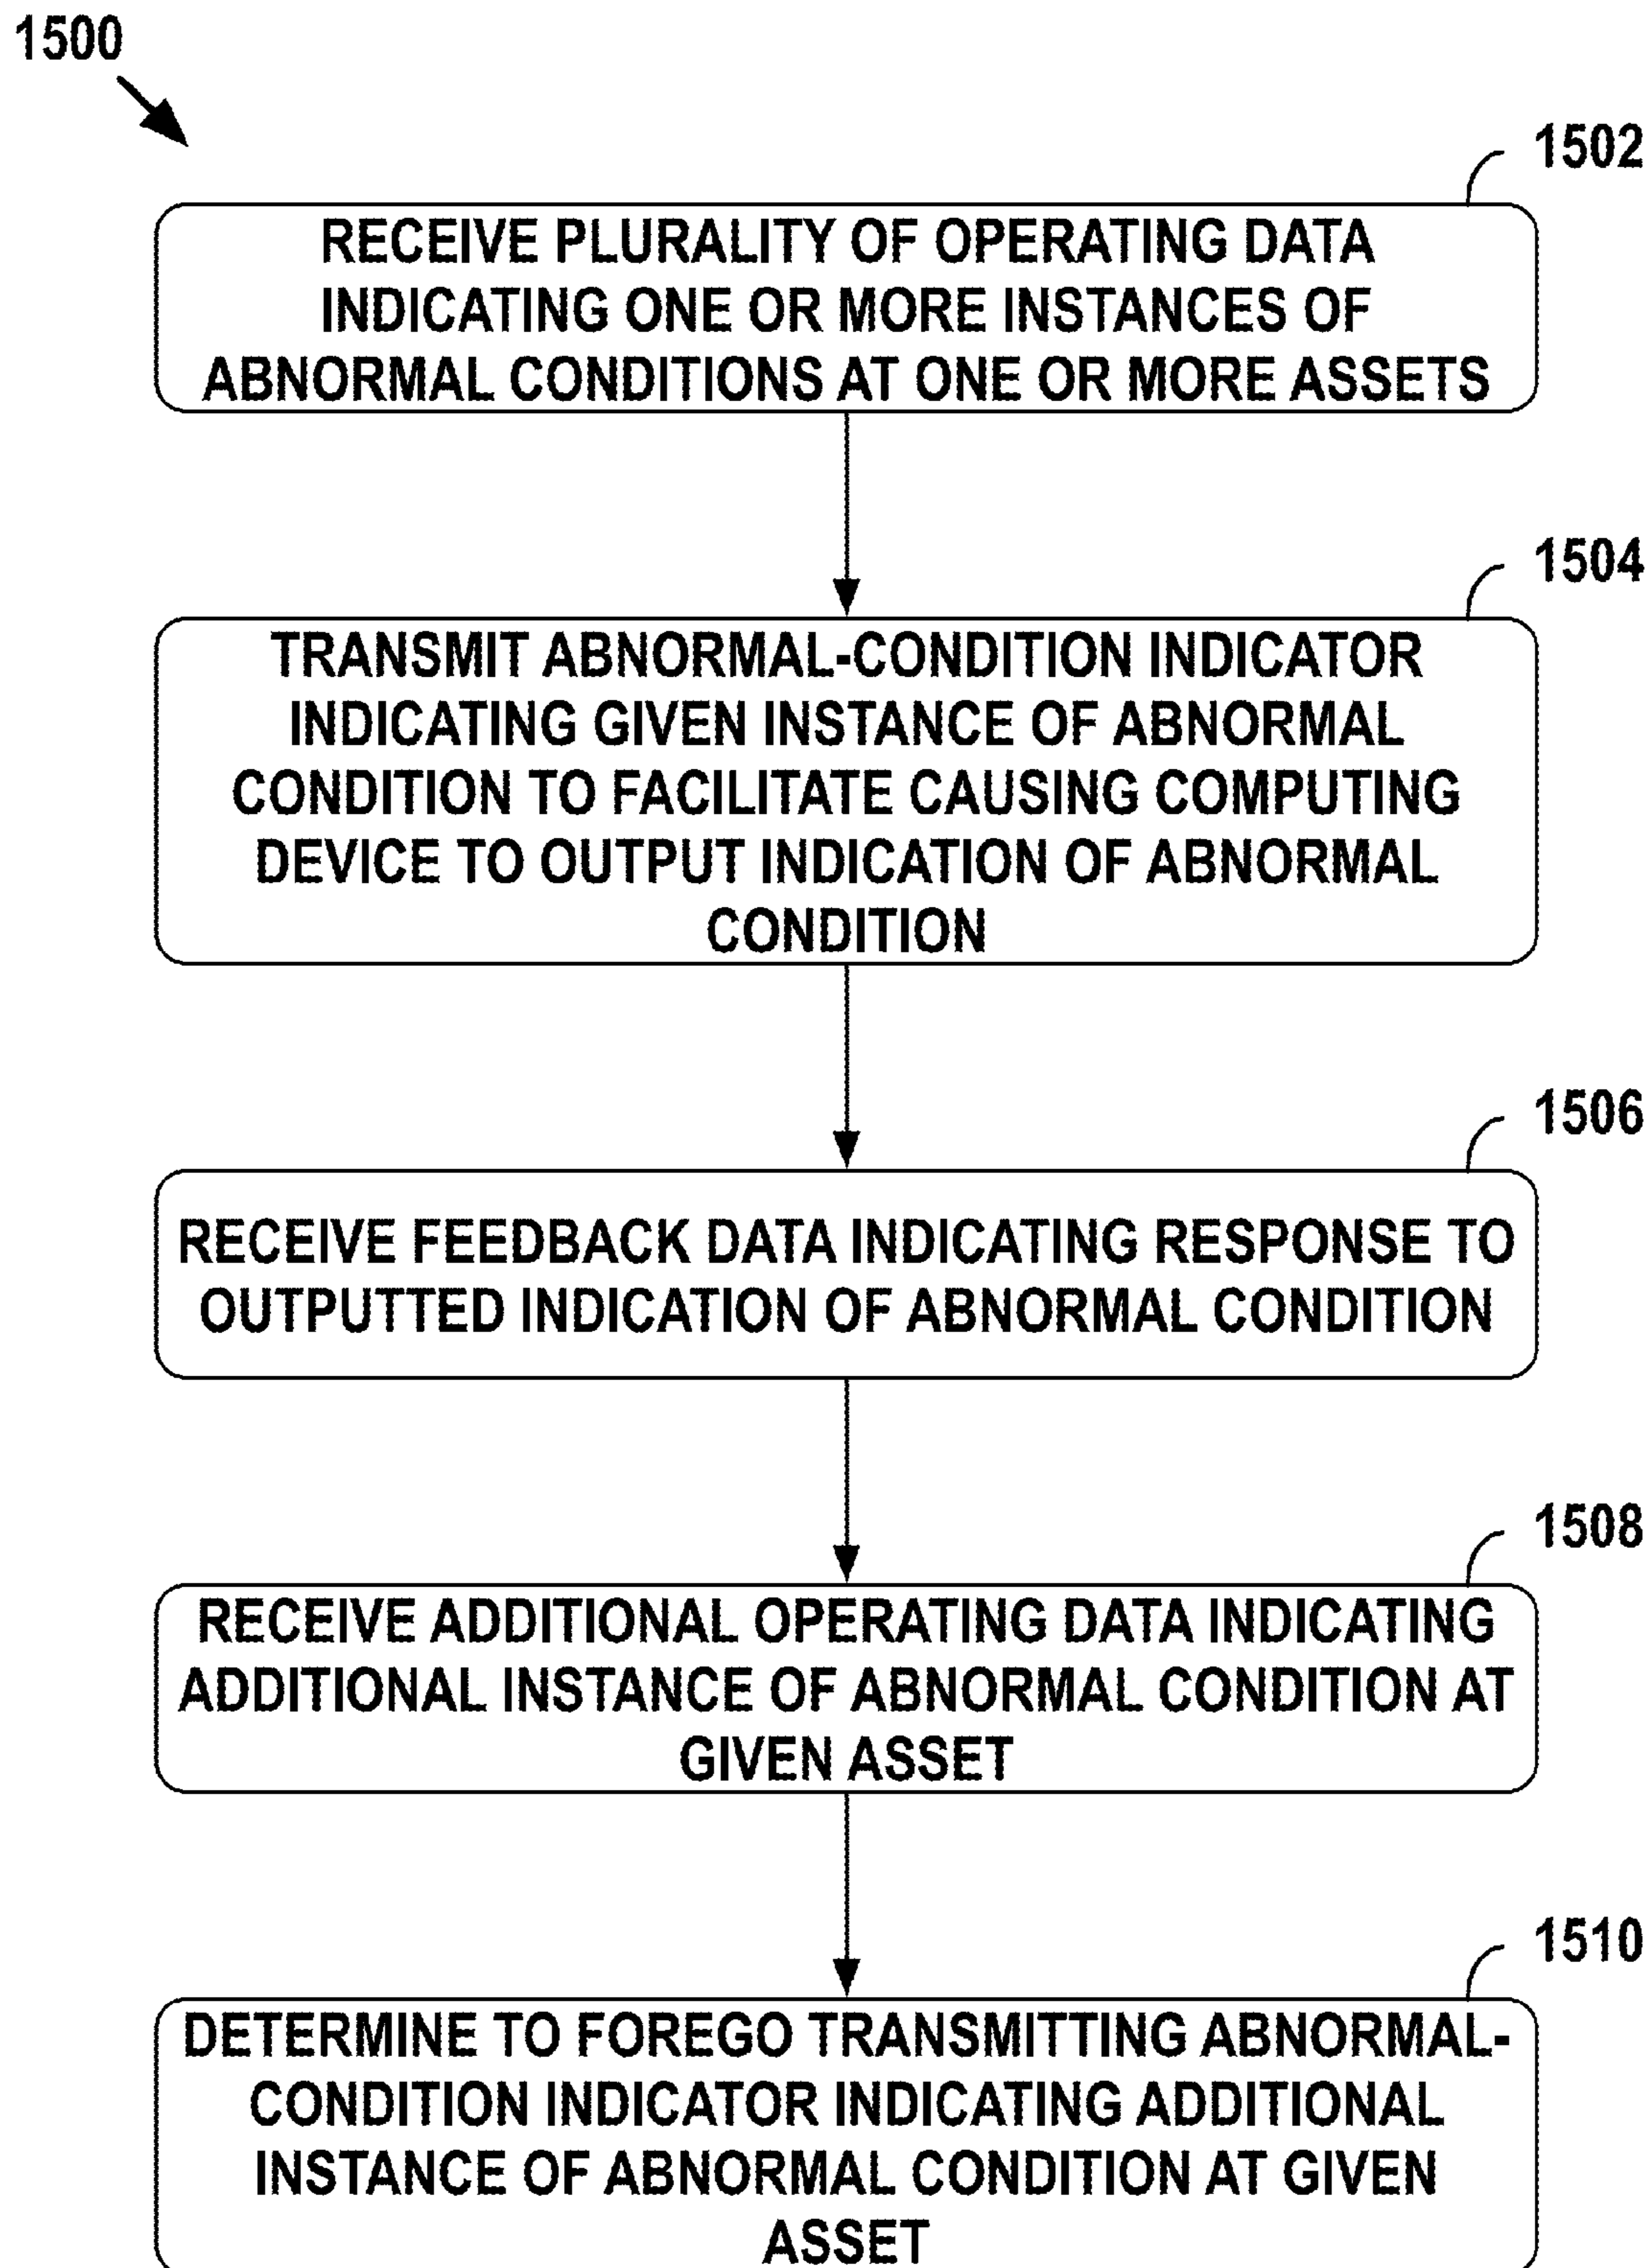 1500
1502
RECEIVE PLURALITY OF OPERATING DATA
INDICATING ONE OR MORE INSTANCES OF
ABNORMAL CONDITIONS AT ONE OR MORE ASSETS
1504
TRANSMIT ABNORMAL-CONDITION INDICATOR
INDICATING GIVEN INSTANCE OF ABNORMAL
CONDITION TO FACILITATE CAUSING COMPUTING
DEVICE TO OUTPUT INDICATION OF ABNORMAL
CONDITION
1506
RECEIVE FEEDBACK DATA INDICATING RESPONSE TO
OUTPUTTED INDICATION OF ABNORMAL CONDITION
1508
RECEIVE ADDITIONAL OPERATING DATA INDICATING
ADDITIONAL INSTANCE OF ABNORMAL CONDITION AT
GIVEN ASSET
1510
DETERMINE TO FOREGO TRANSMITTING ABNORMAL-
CONDITION INDICATOR INDICATING ADDITIONAL
INSTANCE OF ABNORMAL CONDITION AT GIVEN
ASSET